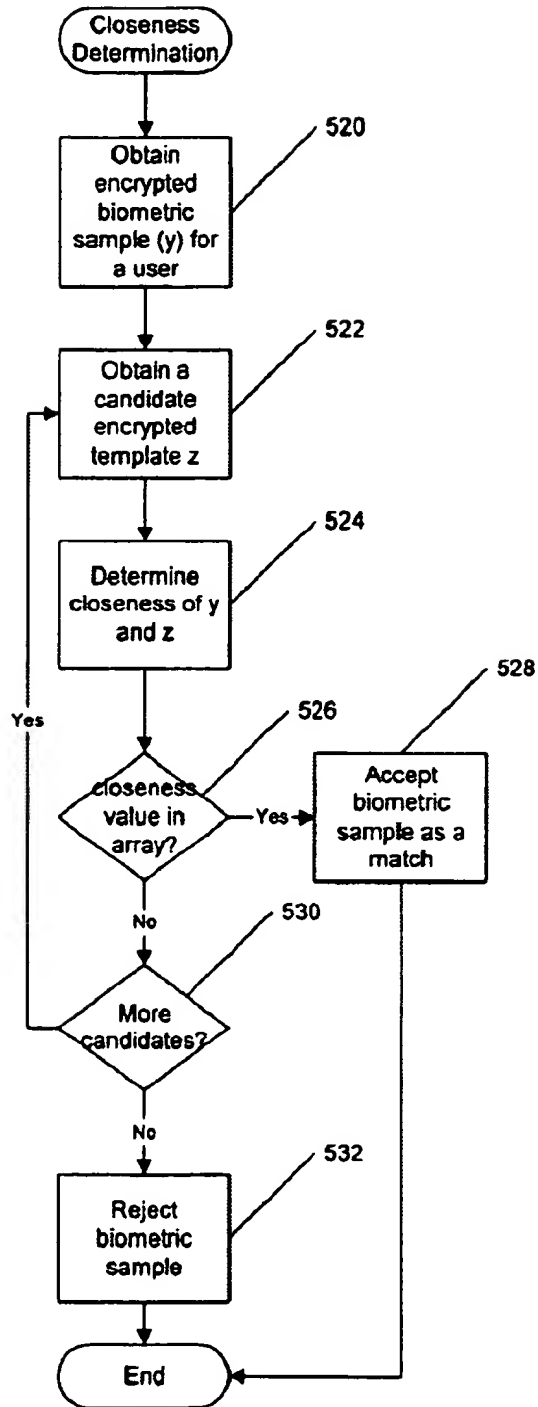 Closeness
Determination
520
Obtain
encrypted
biometric
sample (y) for
a user
522
Obtain a
candidate
encrypted
template z
524
Determine
closeness of y
and z
526
closeness
value in
array?
Yes
528
Accept
biometric
sample as a
match
Yes
No
530
More
candidates?
No
532
Reject
biometric
sample
End